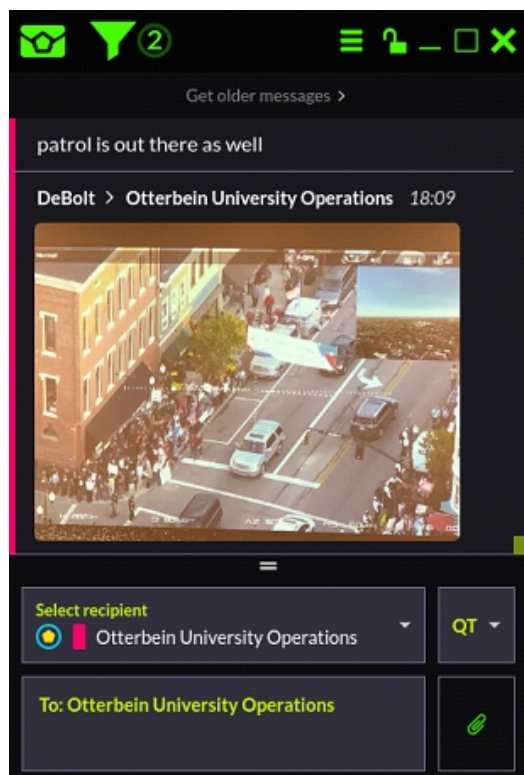 2
Get older messages >
patrol is out there as well
DeBolt > Otterbein University Operations 18:09
Select recipient
Otterbein University Operations
QT
To: Otterbein University Operations